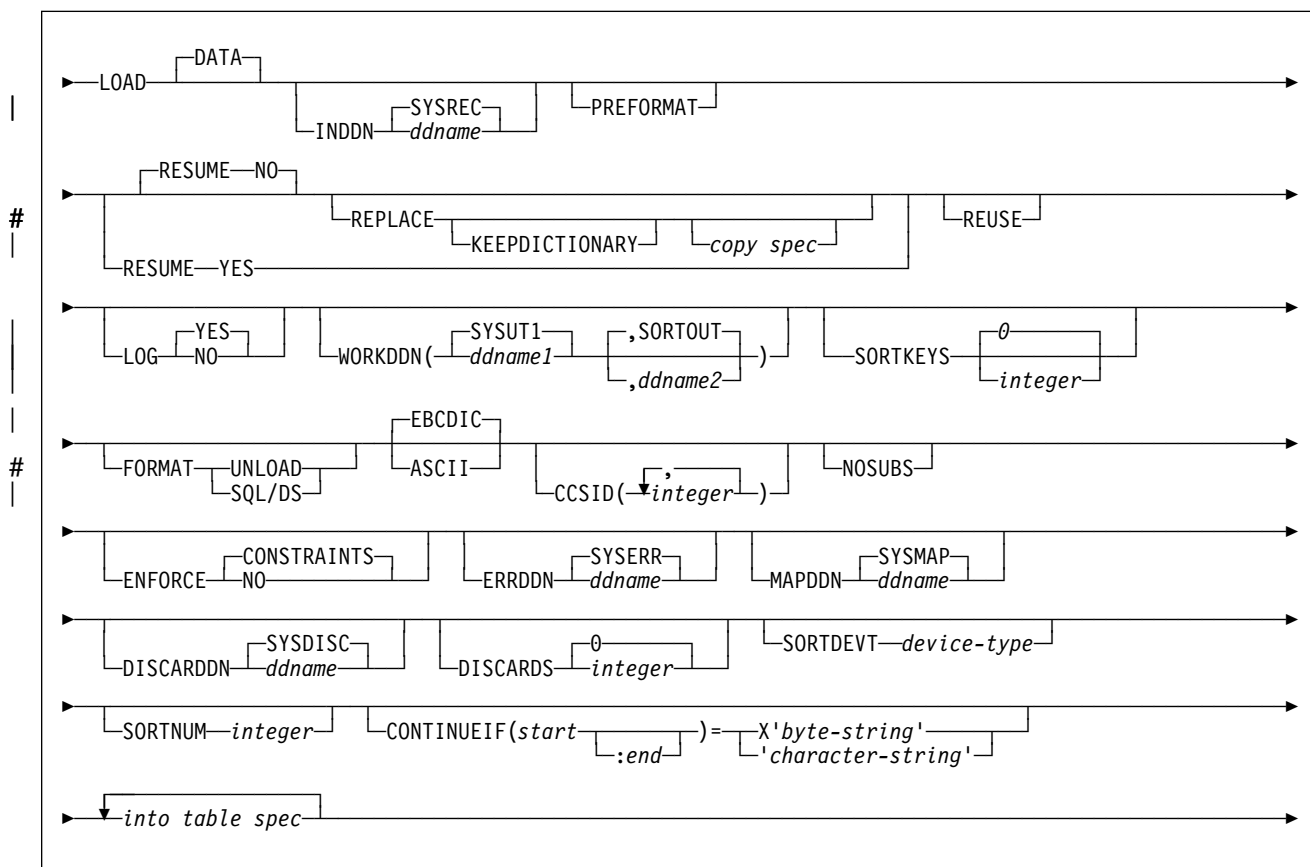 DATA
LOAD
| SYSREC PREFORMAT
INDDN ddname
RESUME NO
# REPLACE REUSE
| KEEPDICTIONARY copy spec
RESUME YES
| YES SYSUT1 ,SORTOUT 0
| LOG NO WORKDDN( ddname1 ) SORTKEYS
| ,ddname2 integer
| EBCDIC
# FORMAT UNLOAD ASCII , NOSUBS
| SQL/DS CCSID( integer )
CONSTRAINTS SYSERR SYSMAP
ENFORCE NO ERRDDN ddname MAPDDN ddname
SYSDISC 0 SORTDEVT device-type
DISCARDDN ddname DISCARDS integer
SORTNUM integer CONTINUEIF(start )= X'byte-string'
:end 'character-string'
into table spec